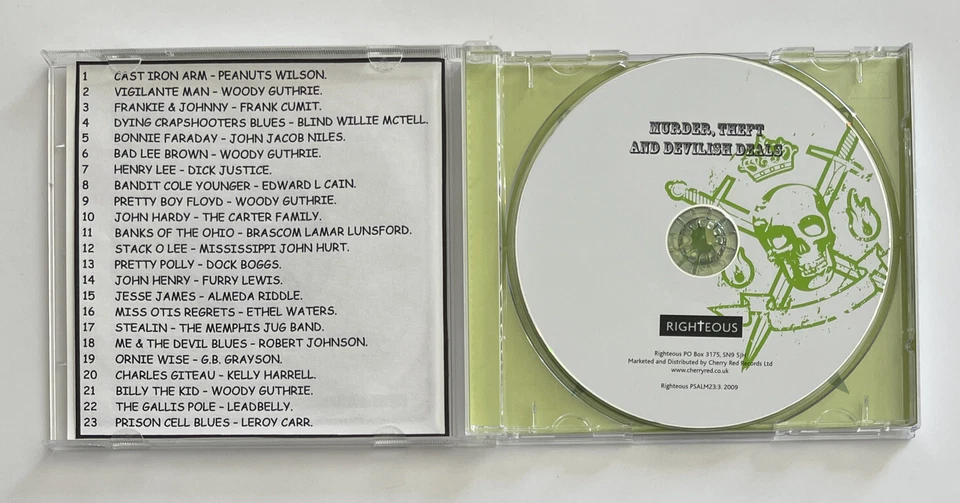 1 CAST IRON ARM – PEANUTS WILSON.
2 VIGILANTE MAN – WOODY GUTHRIE.
3 FRANKIE & JOHNNY – FRANK CUMIT.
4 DYING CRAPSHOOTERS BLUES – BLIND WILLIE MCTELL.
5 BONNIE FARADAY – JOHN JACOB NILES.
6 BAD LEE BROWN – WOODY GUTHRIE.
7 HENRY LEE – DICK JUSTICE.
8 BANDIT COLE YOUNGER – EDWARD L CAIN.
9 PRETTY BOY FLOYD – WOODY GUTHRIE.
10 JOHN HARDY – THE CARTER FAMILY.
11 BANKS OF THE OHIO – BRASCOM LAMAR LUNSFORD.
12 STACK O LEE – MISSISSIPPI JOHN HURT.
13 PRETTY POLLY – DOCK BOGGS.
14 JOHN HENRY – FURRY LEWIS.
15 JESSE JAMES – ALMEDA RIDDLE.
16 MISS OTIS REGRETS – ETHEL WATERS.
17 STEALIN – THE MEMPHIS JUG BAND.
18 ME & THE DEVIL BLUES – ROBERT JOHNSON.
19 ORNIE WISE – G.B. GRAYSON.
20 CHARLES GITEAU – KELLY HARRELL.
21 BILLY THE KID – WOODY GUTHRIE.
22 THE GALLIS POLE – LEADBELLY.
23 PRISON CELL BLUES – LEROY CARR.
MURDER, THEFT
AND DEVILISH DEALS
RIGHTEOUS
Righteous PO Box 3175, SN9 5JH
Marketed and Distributed by Cherry Red Records Ltd
www.cherryred.co.uk
Righteous PSALM23:3. 2009